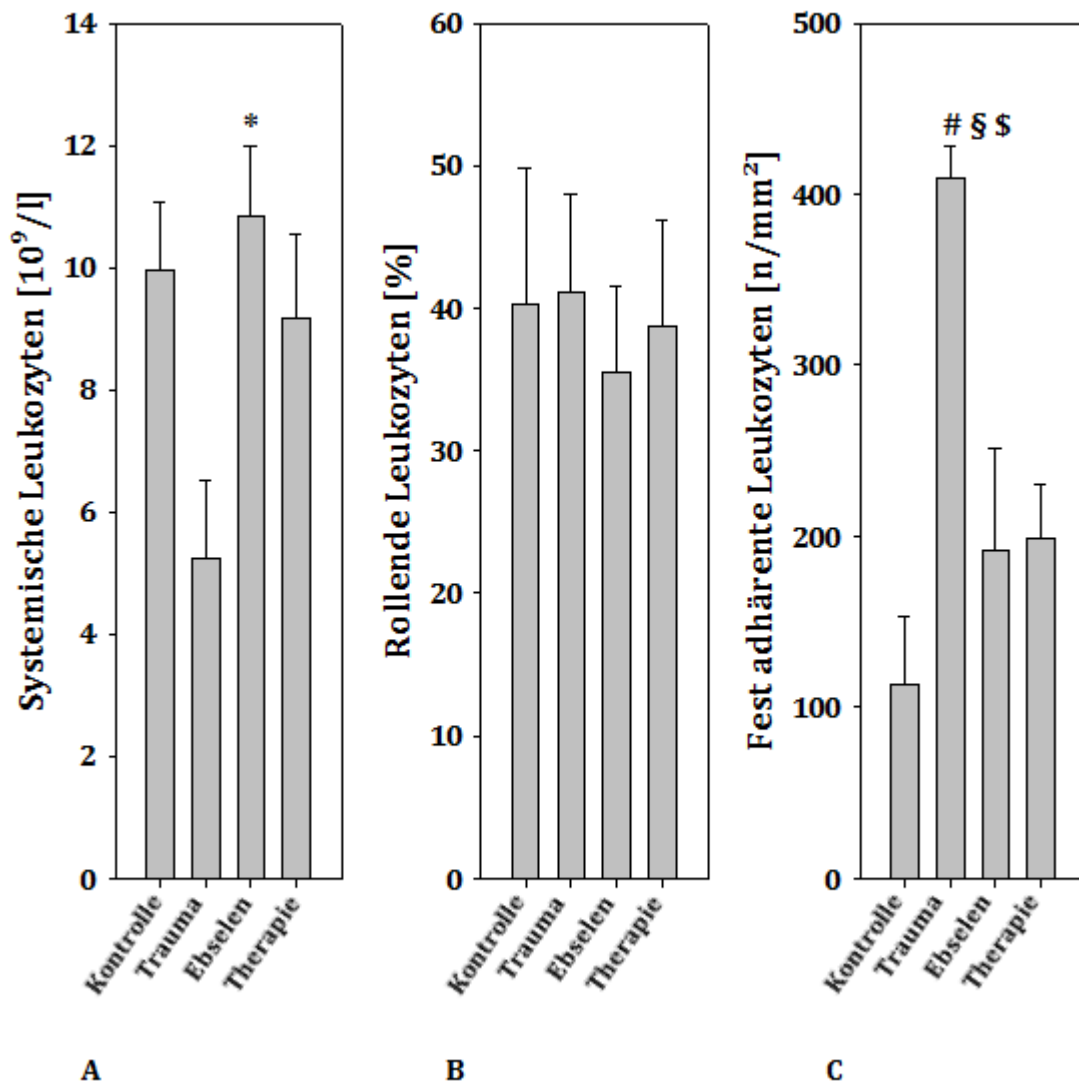 Systemische Leukozyten [10⁹/l]
14
12
10
8
6
4
2
0
*
Kontrolle
Trauma
Ebselen
Therapie
A
Rollende Leukozyten [%]
60
50
40
30
20
10
0
Kontrolle
Trauma
Ebselen
Therapie
B
Fest adhärente Leukozyten [n/mm²]
500
400
300
200
100
0
# § $
Kontrolle
Trauma
Ebselen
Therapie
C